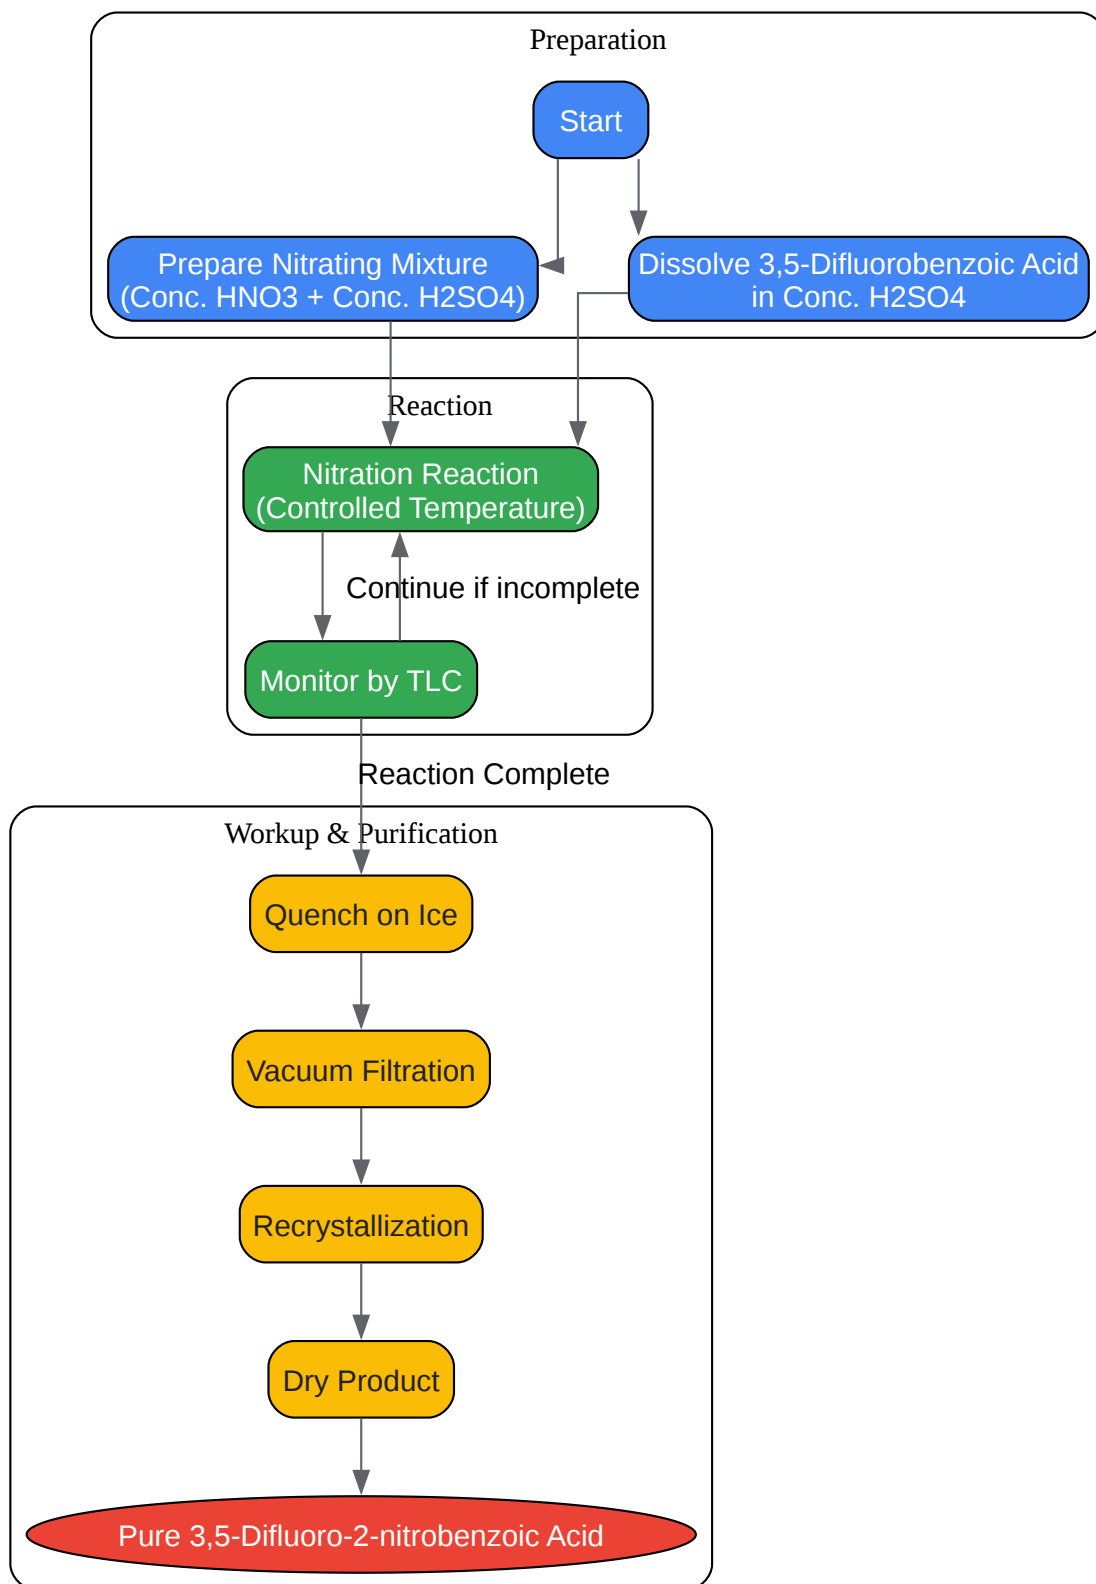 Preparation
Start
Prepare Nitrating Mixture
(Conc. HNO3 + Conc. H2SO4)
Dissolve 3,5-Difluorobenzoic Acid
in Conc. H2SO4
Reaction
Nitration Reaction
(Controlled Temperature)
Continue if incomplete
Monitor by TLC
Reaction Complete
Workup & Purification
Quench on Ice
Vacuum Filtration
Recrystallization
Dry Product
Pure 3,5-Difluoro-2-nitrobenzoic Acid